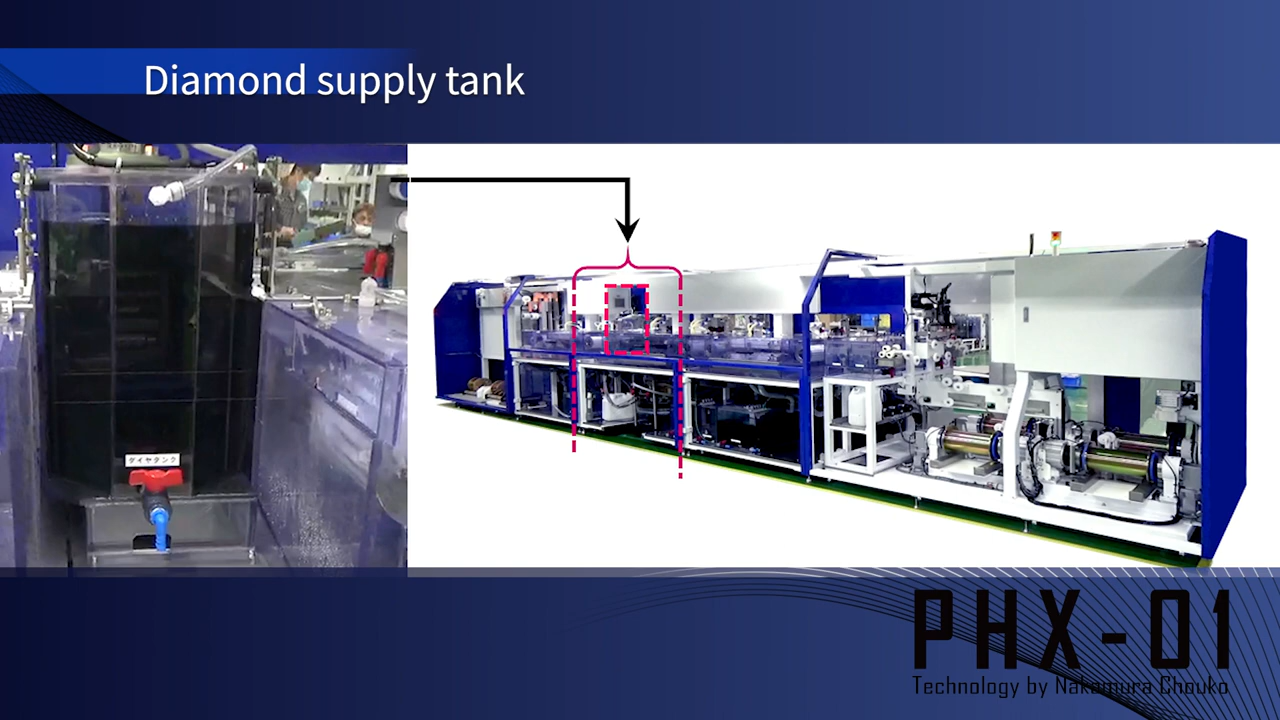 Diamond supply tank
ダイヤタンク
PHX-01
Technology by Nakamura Chouko